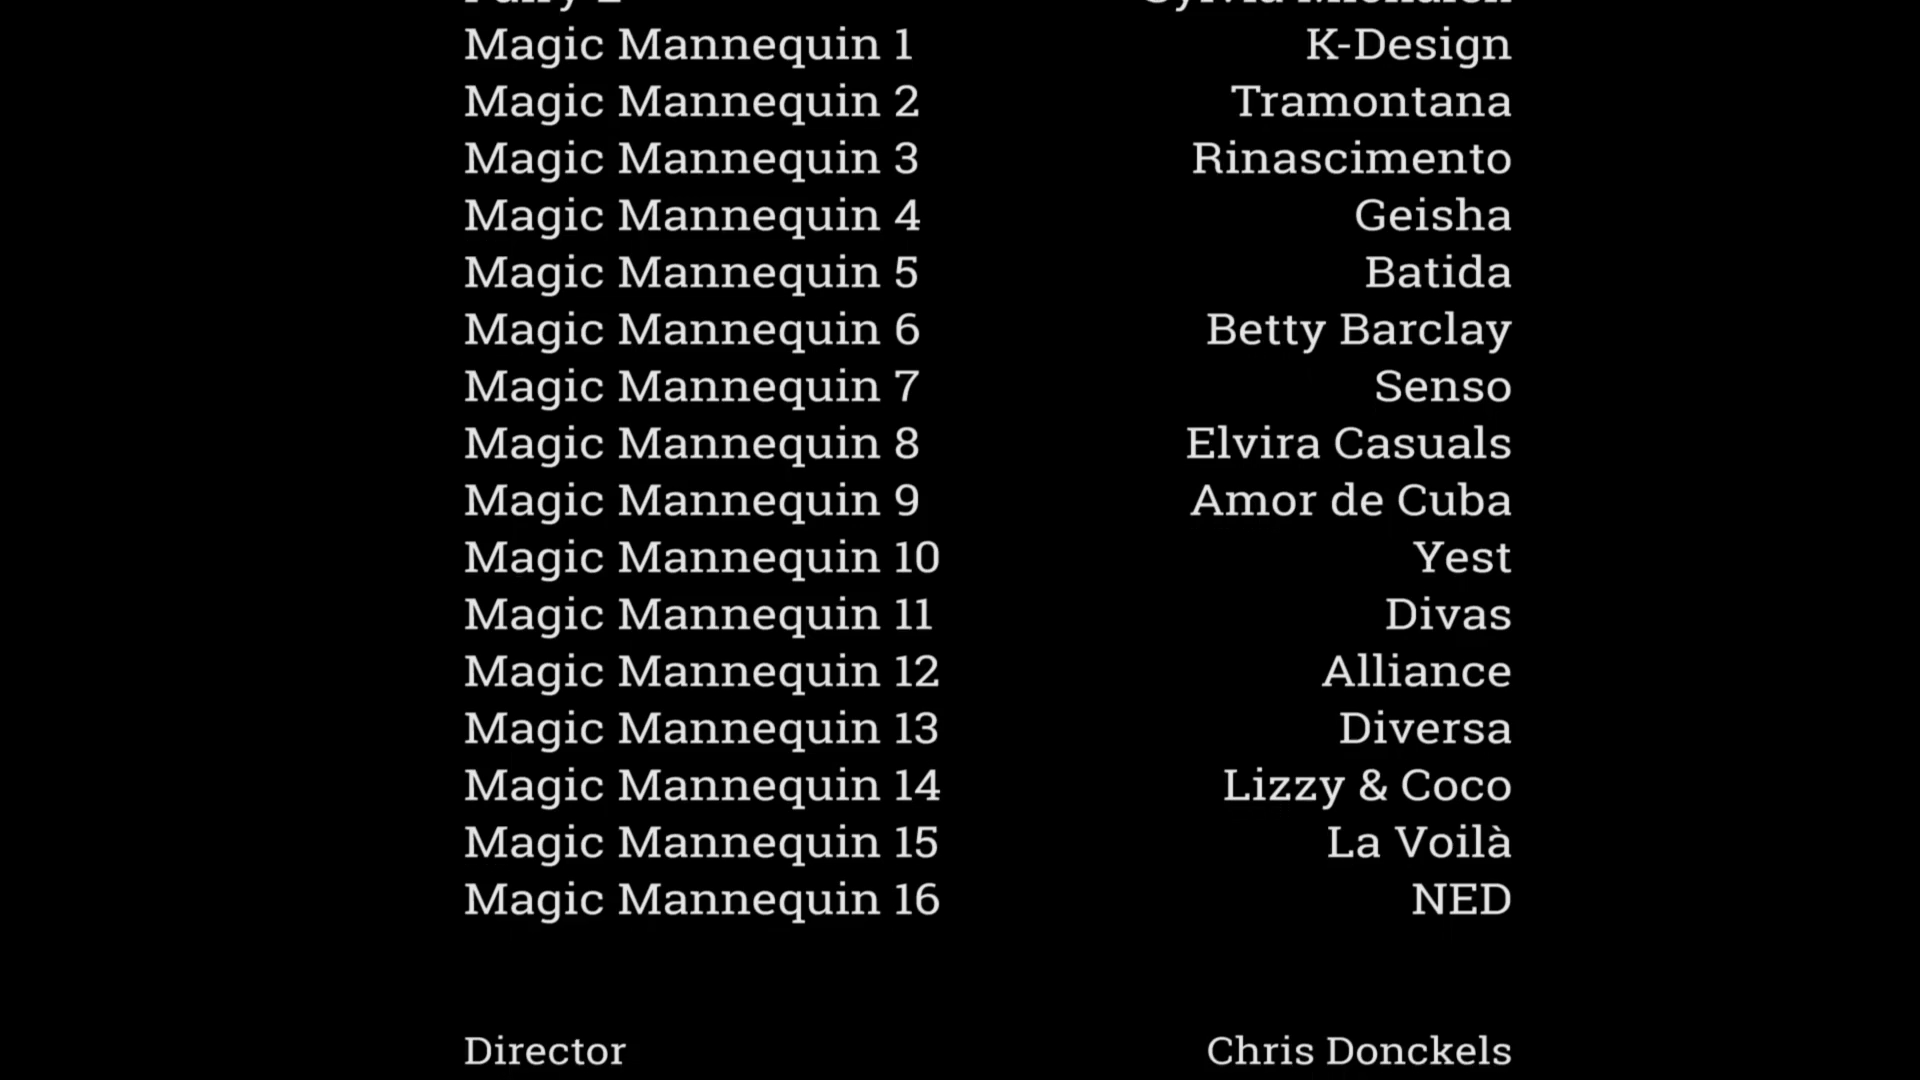 Magic Mannequin 1 K-Design
Magic Mannequin 2 Tramontana
Magic Mannequin 3 Rinascimento
Magic Mannequin 4 Geisha
Magic Mannequin 5 Batida
Magic Mannequin 6 Betty Barclay
Magic Mannequin 7 Senso
Magic Mannequin 8 Elvira Casuals
Magic Mannequin 9 Amor de Cuba
Magic Mannequin 10 Yest
Magic Mannequin 11 Divas
Magic Mannequin 12 Alliance
Magic Mannequin 13 Diversa
Magic Mannequin 14 Lizzy & Coco
Magic Mannequin 15 La Voilà
Magic Mannequin 16 NED
Director Chris Donckels